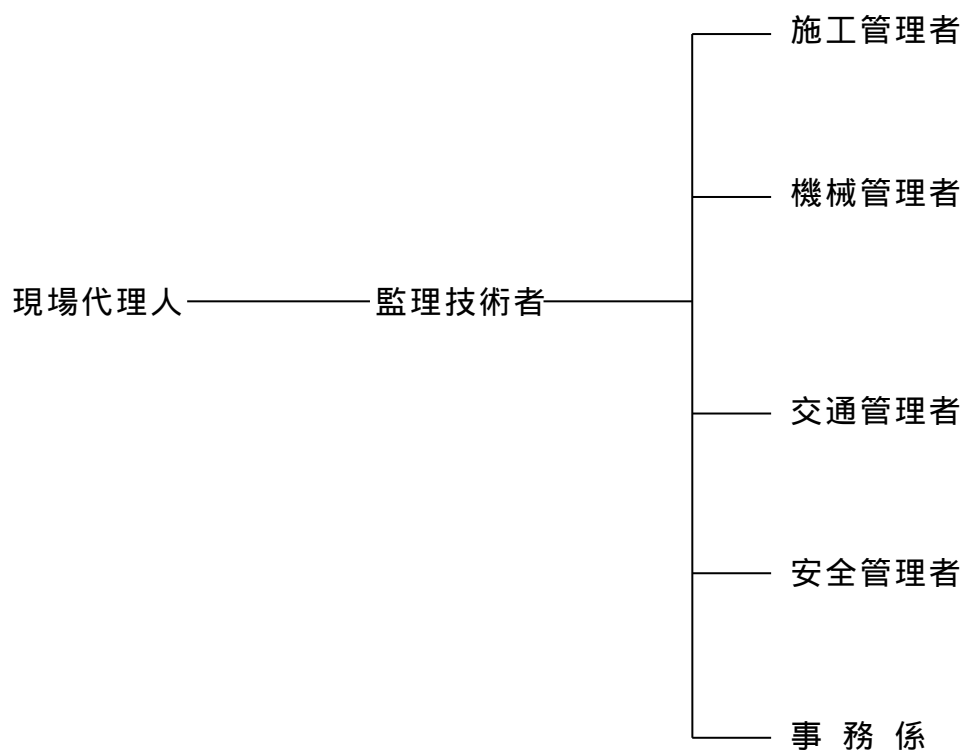 施工管理者
機械管理者
現場代理人
監理技術者
交通管理者
安全管理者
事務係